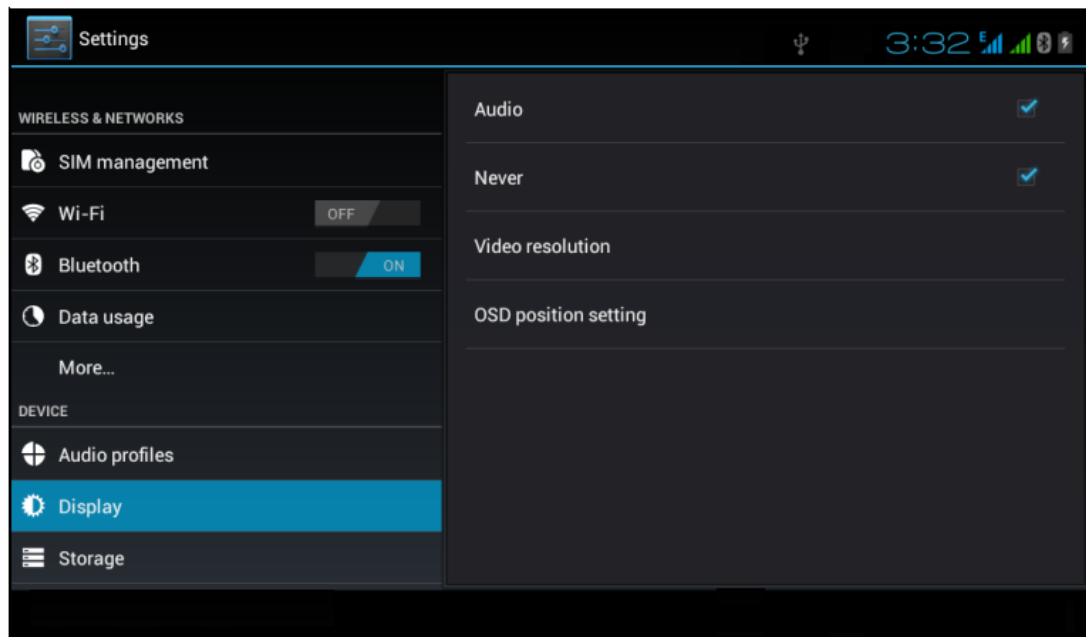 Settings
3:32 E
WIRELESS & NETWORKS
SIM management
Wi-Fi OFF
Bluetooth ON
Data usage
More...
DEVICE
Audio profiles
Display
Storage
Audio
Never
Video resolution
OSD position setting